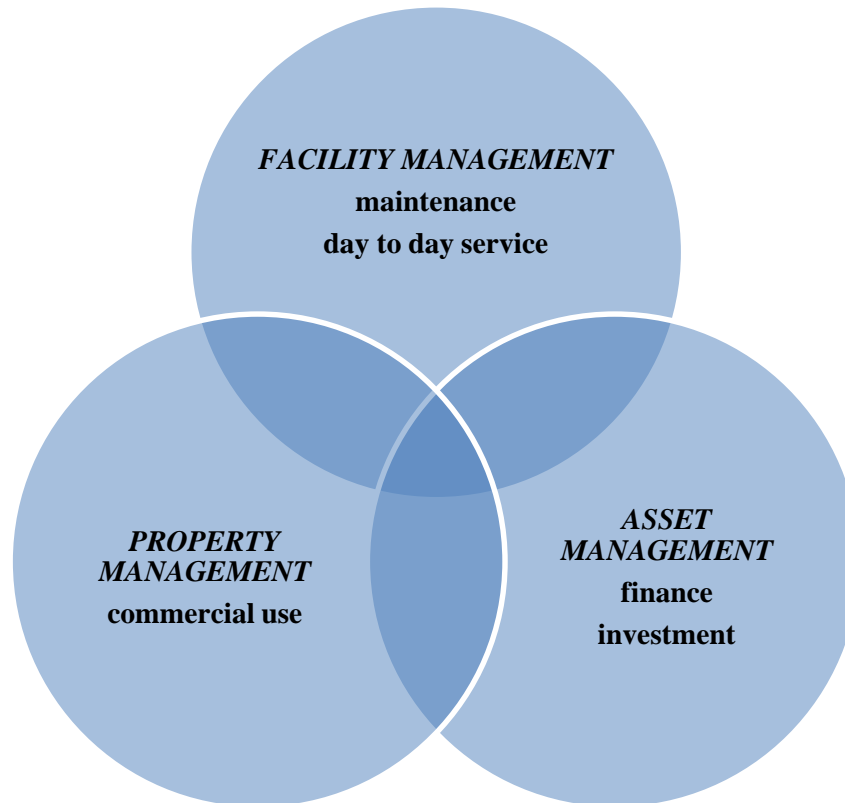 FACILITY MANAGEMENT
maintenance
day to day service
PROPERTY
MANAGEMENT
commercial use
ASSET
MANAGEMENT
finance
investment